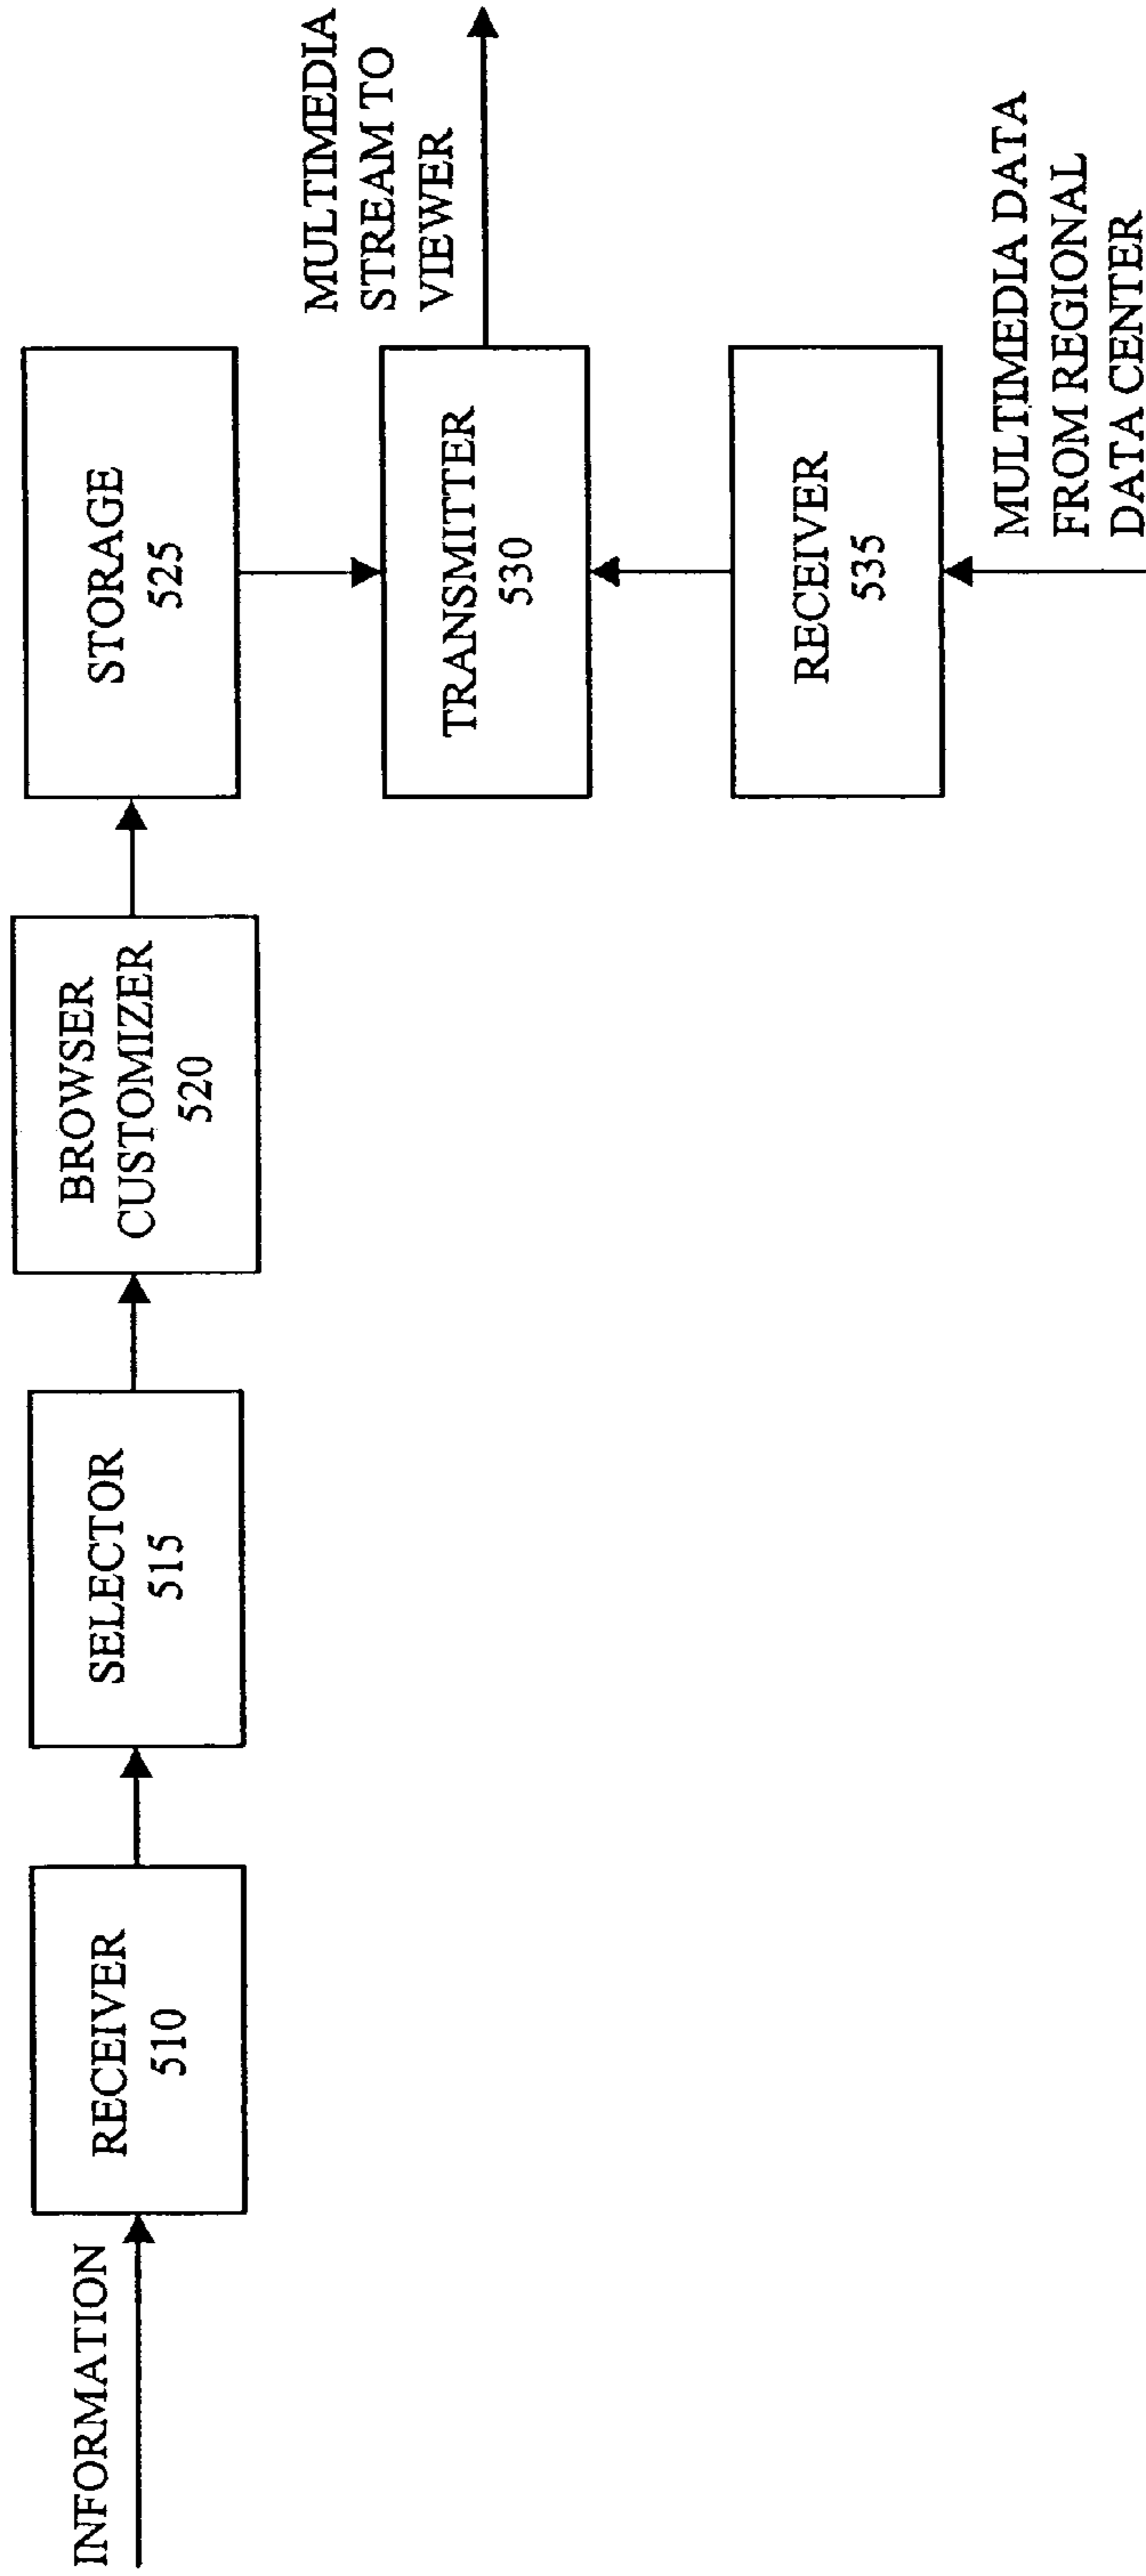 INFORMATION
RECEIVER
510
SELECTOR
515
BROWSER
CUSTOMIZER
520
STORAGE
525
MULTIMEDIA
STREAM TO
VIEWER
TRANSMITTER
530
RECEIVER
535
MULTIMEDIA DATA
FROM REGIONAL
DATA CENTER